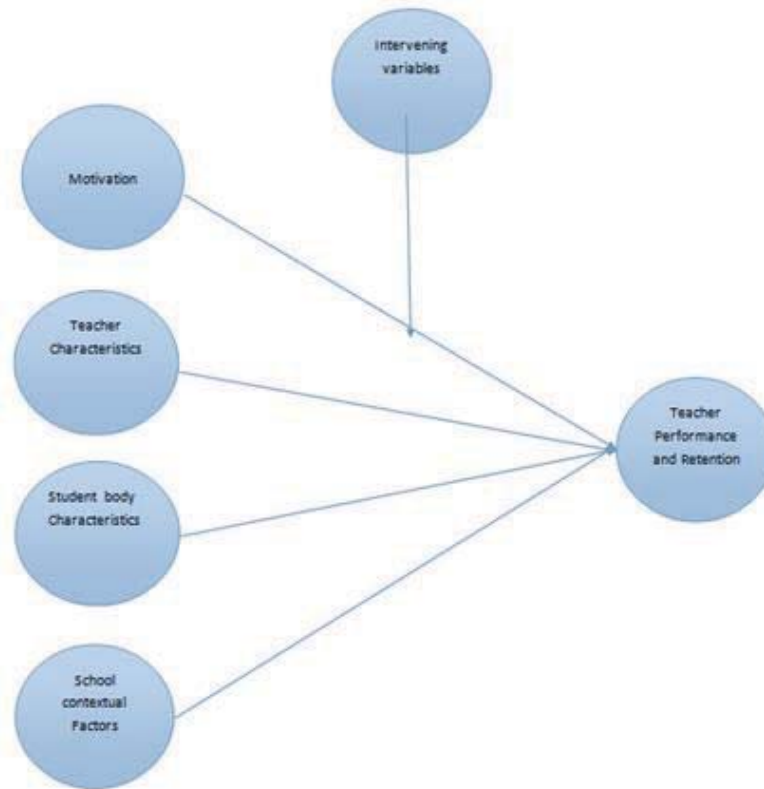 Intervening
variables
Motivation
Teacher
Characteristics
Teacher
Performance
and Retention
Student body
Characteristics
School
contextual
Factors